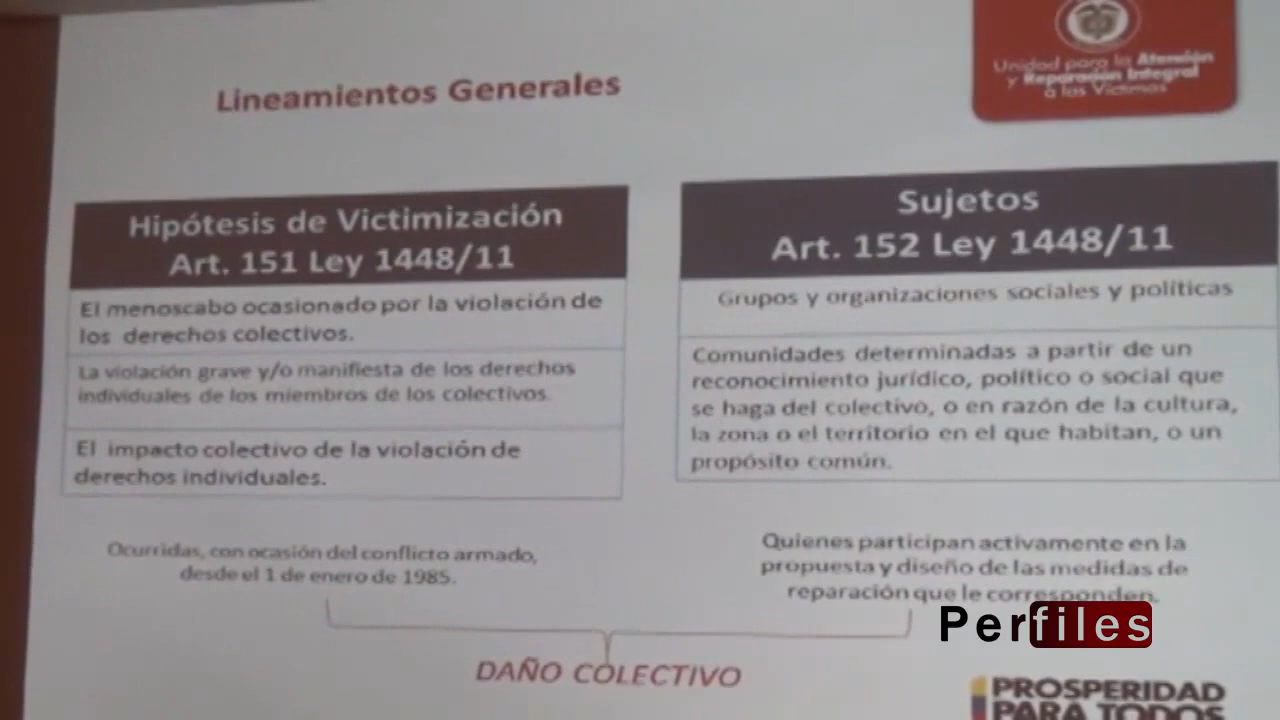 Lineamientos Generales
Unidad para la Atención
y Reparación Integral
a las Víctimas
Hipótesis de Victimización
Art. 151 Ley 1448/11
El menoscabo ocasionado por la violación de
los derechos colectivos.
La violación grave y/o manifiesta de los derechos
individuales de los miembros de los colectivos.
El impacto colectivo de la violación de
derechos individuales.
Ocurridas, con ocasión del conflicto armado,
desde el 1 de enero de 1985.
Sujetos
Art. 152 Ley 1448/11
Grupos y organizaciones sociales y políticas
Comunidades determinadas a partir de un
reconocimiento jurídico, político o social que
se haga del colectivo, o en razón de la cultura,
la zona o el territorio en el que habitan, o un
propósito común.
Quienes participan activamente en la
propuesta y diseño de las medidas de
reparación que le corresponden.
DAÑO COLECTIVO
Perfiles
PROSPERIDAD
PARA TODOS